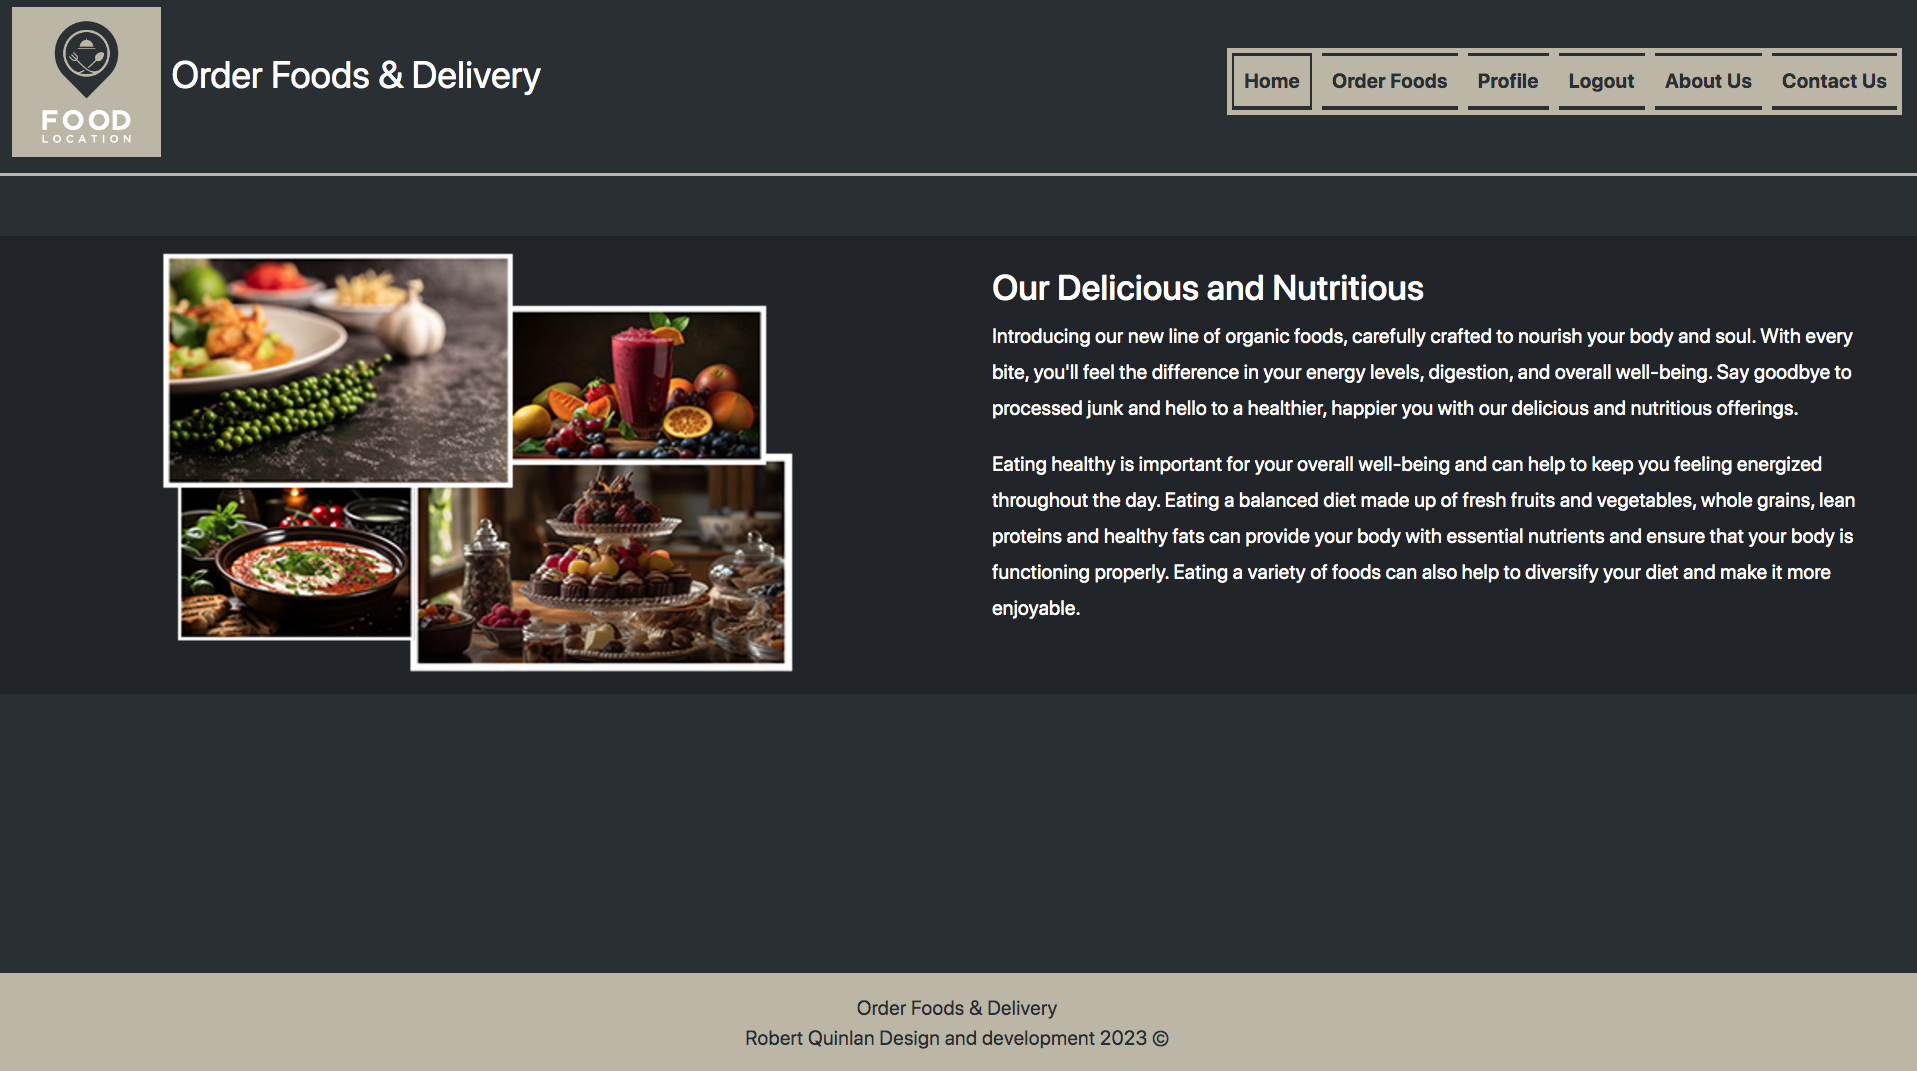 FOOD
LOCATION
Order Foods & Delivery
Home Order Foods Profile Logout About Us Contact Us
Our Delicious and Nutritious
Introducing our new line of organic foods, carefully crafted to nourish your body and soul. With every
bite, you'll feel the difference in your energy levels, digestion, and overall well-being. Say goodbye to
processed junk and hello to a healthier, happier you with our delicious and nutritious offerings.
Eating healthy is important for your overall well-being and can help to keep you feeling energized
throughout the day. Eating a balanced diet made up of fresh fruits and vegetables, whole grains, lean
proteins and healthy fats can provide your body with essential nutrients and ensure that your body is
functioning properly. Eating a variety of foods can also help to diversify your diet and make it more
enjoyable.
Order Foods & Delivery
Robert Quinlan Design and development 2023 ©